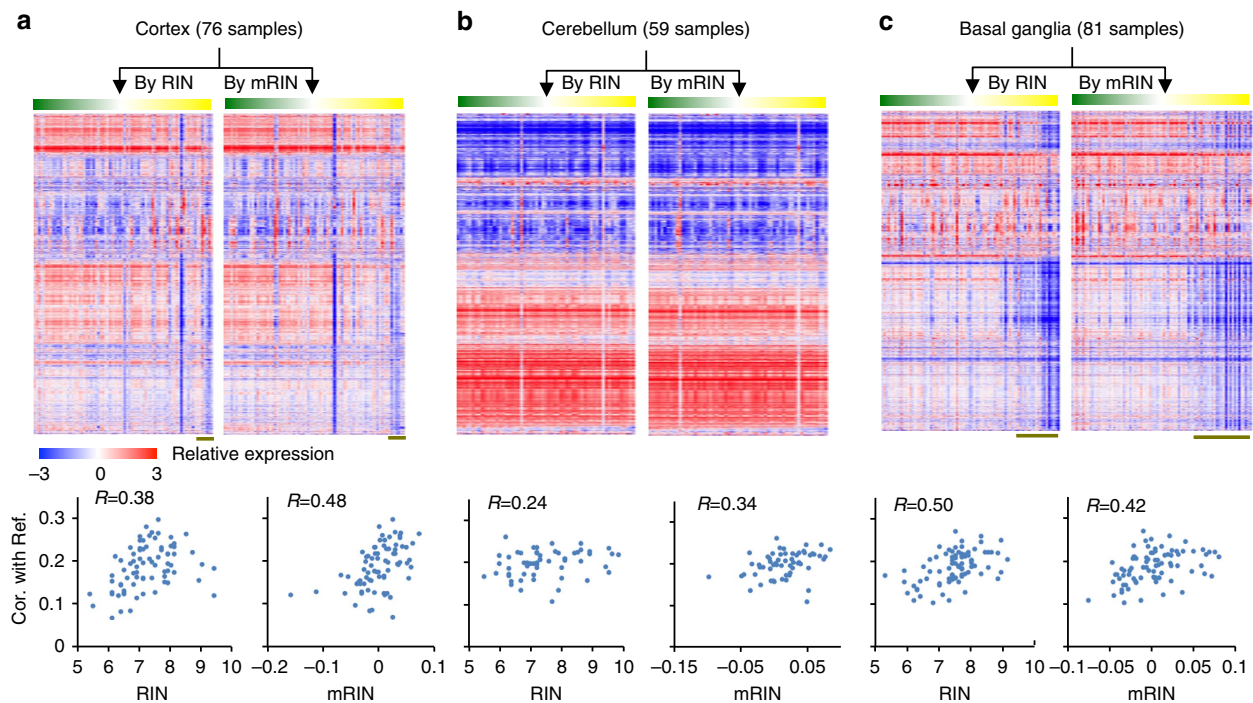 a
Cortex (76 samples)
By RIN
By mRIN
b
Cerebellum (59 samples)
By RIN
By mRIN
c
Basal ganglia (81 samples)
By RIN
By mRIN
Relative expression
−3 0 3
Cor. with Ref.
0.3
0.2
0.1
0
R=0.38
5 6 7 8 9 10
RIN
R=0.48
−0.2 −0.1 0 0.1
mRIN
R=0.24
5 6 7 8 9 10
RIN
R=0.34
−0.15 −0.05 0.05
mRIN
R=0.50
5 6 7 8 9 10
RIN
R=0.42
−0.1 −0.05 0 0.05 0.1
mRIN